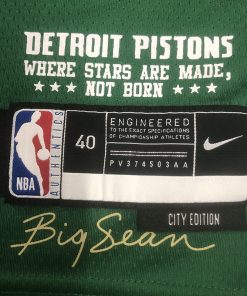 DETROIT PISTONS
WHERE STARS ARE MADE,
NOT BORN
NBA
AUTHENTICS
40
ENGINEERED
TO THE EXACT SPECIFICATIONS
OF CHAMPIONSHIP ATHLETES
PV374503AA
Big Sean
CITY EDITION